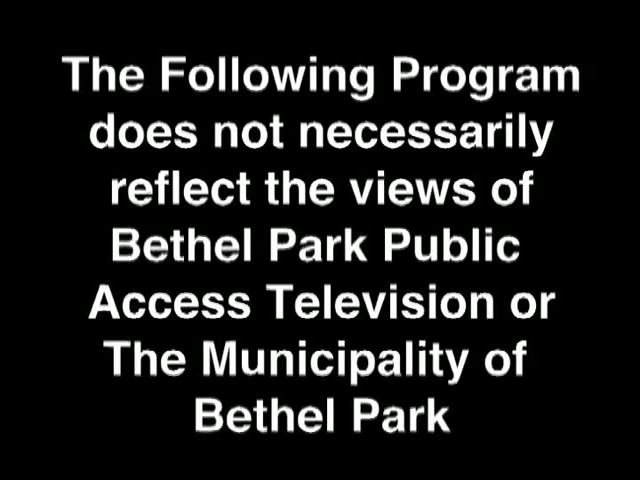 The Following Program
does not necessarily
reflect the views of
Bethel Park Public
Access Television or
The Municipality of
Bethel Park